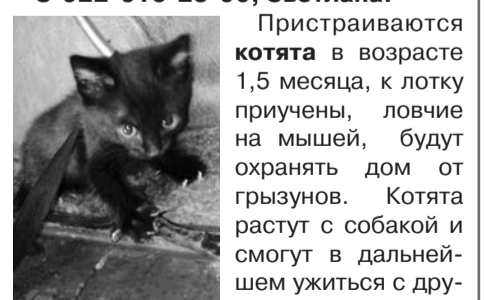 Пристраиваются
котята в возрасте
1,5 месяца, к лотку
приучены, ловчие
на мышей, будут
охранять дом от
грызунов. Котята
растут с собакой и
смогут в дальней-
шем ужиться с дру-